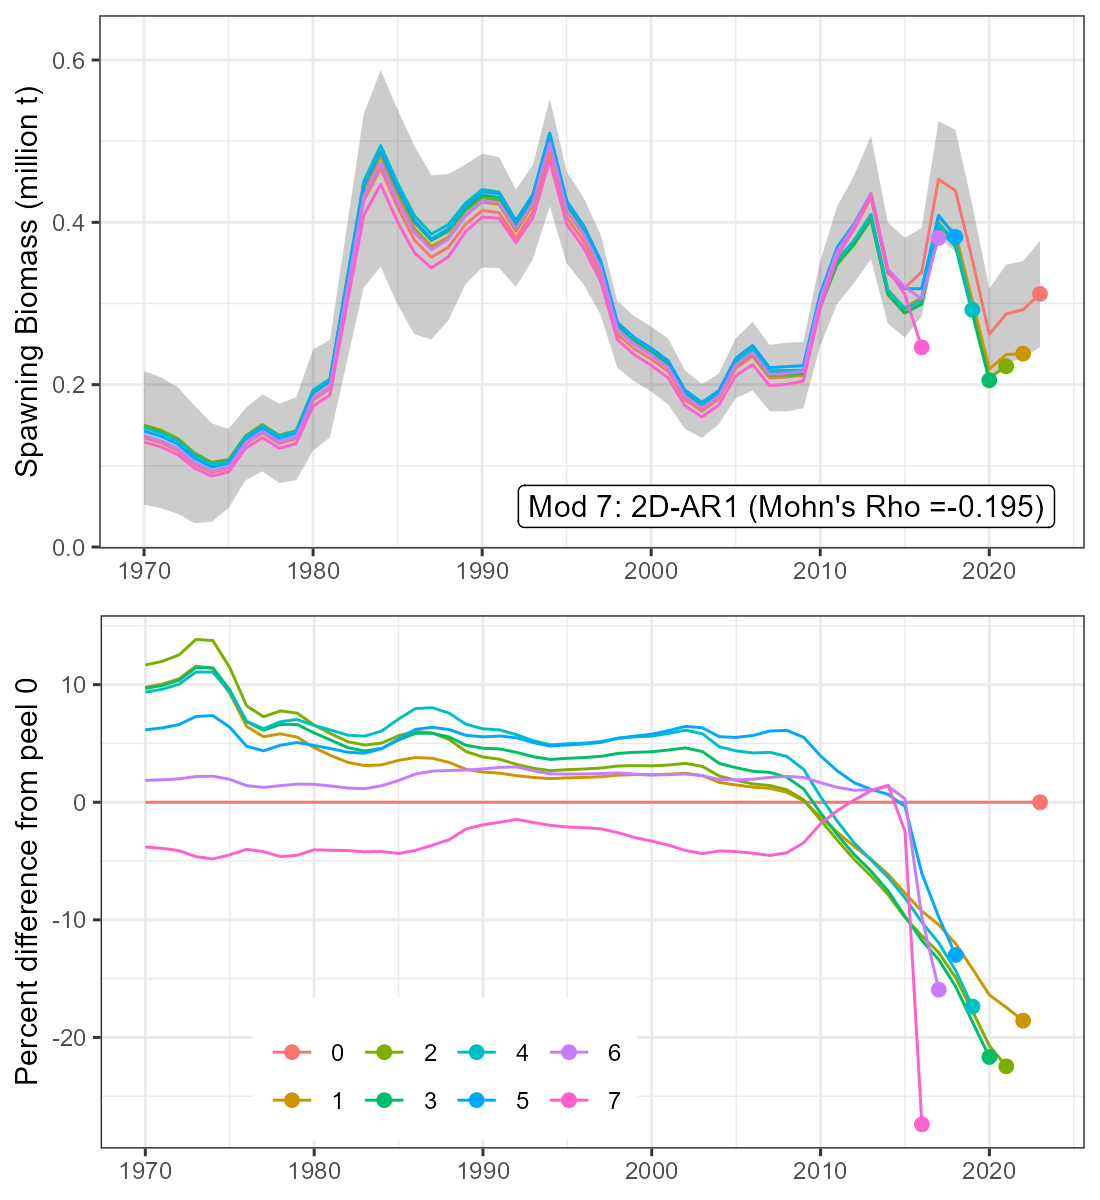 Spawning Biomass (million t)
0.6
0.4
0.2
0.0
Mod 7: 2D-AR1 (Mohn's Rho =-0.195)
1970 1980 1990 2000 2010 2020
Percent difference from peel 0
10
0
-10
-20
0 2 4 6
1 3 5 7
1970 1980 1990 2000 2010 2020